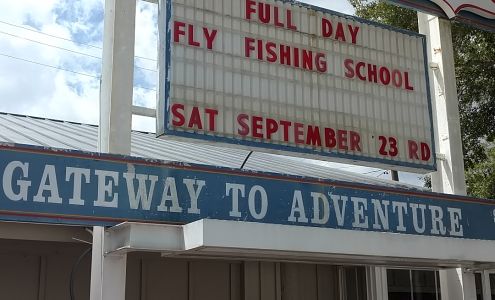 FULL DAY
FLY FISHING SCHOOL
SAT SEPTEMBER 23 RD
GATEWAY TO ADVENTURE